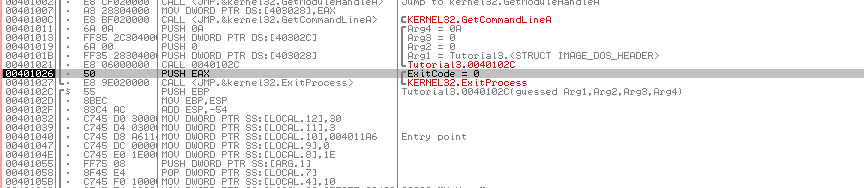 00401002 E8 CF020000 CALL <JMP.&kernel32.GetModuleHandleA> Jump to kernel32.GetModuleHandleA
00401007 A3 28304000 MOV DWORD PTR DS:[403028],EAX
0040100C E8 BF020000 CALL <JMP.&kernel32.GetCommandLineA> KERNEL32.GetCommandLineA
00401011 6A 0A PUSH 0A Arg4 = 0A
00401013 FF35 2C304000 PUSH DWORD PTR DS:[40302C] Arg3 = 0
00401019 6A 00 PUSH 0 Arg2 = 0
0040101B FF35 28304000 PUSH DWORD PTR DS:[403028] Arg1 = Tutorial3.<STRUCT IMAGE_DOS_HEADER>
00401021 E8 06000000 CALL 0040102C Tutorial3.0040102C
00401026 50 PUSH EAX ExitCode = 0
00401027 E8 9E020000 CALL <JMP.&kernel32.ExitProcess> KERNEL32.ExitProcess
0040102C $ 55 PUSH EBP Tutorial3.0040102C(guessed Arg1,Arg2,Arg3,Arg4)
0040102D 8BEC MOV EBP,ESP
0040102F 83C4 AC ADD ESP,-54
00401032 C745 D0 3000 MOV DWORD PTR SS:[LOCAL.12],30
00401039 C745 D4 0300 MOV DWORD PTR SS:[LOCAL.11],3
00401040 C745 D8 A611 MOV DWORD PTR SS:[LOCAL.10],004011A6 Entry point
00401047 C745 DC 0000 MOV DWORD PTR SS:[LOCAL.9],0
0040104E C745 E0 1E00 MOV DWORD PTR SS:[LOCAL.8],1E
00401055 FF75 08 PUSH DWORD PTR SS:[ARG.1]
00401058 8F45 E4 POP DWORD PTR SS:[LOCAL.7]
0040105B C745 F0 1000 MOV DWORD PTR SS:[LOCAL.4],10